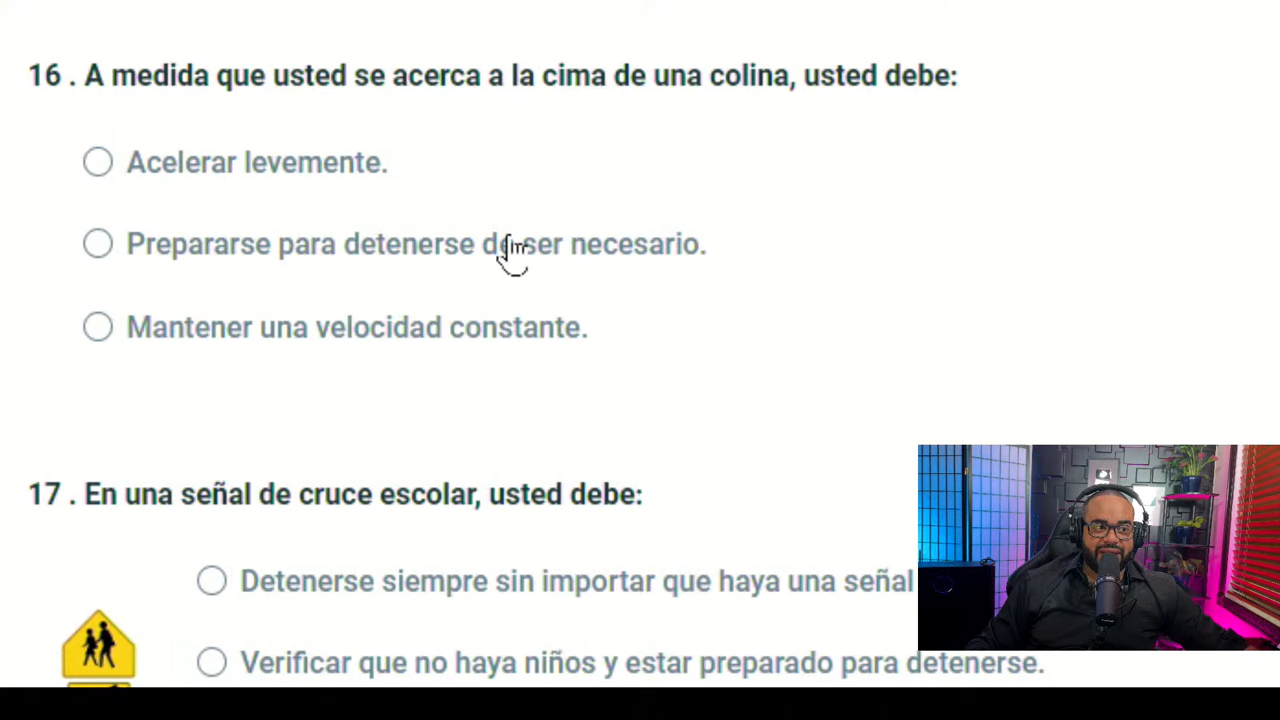 16 . A medida que usted se acerca a la cima de una colina, usted debe:
Acelerar levemente.
Prepararse para detenerse de ser necesario.
Mantener una velocidad constante.
17 . En una señal de cruce escolar, usted debe:
Detenerse siempre sin importar que haya una señal
Verificar que no haya niños y estar preparado para detenerse.